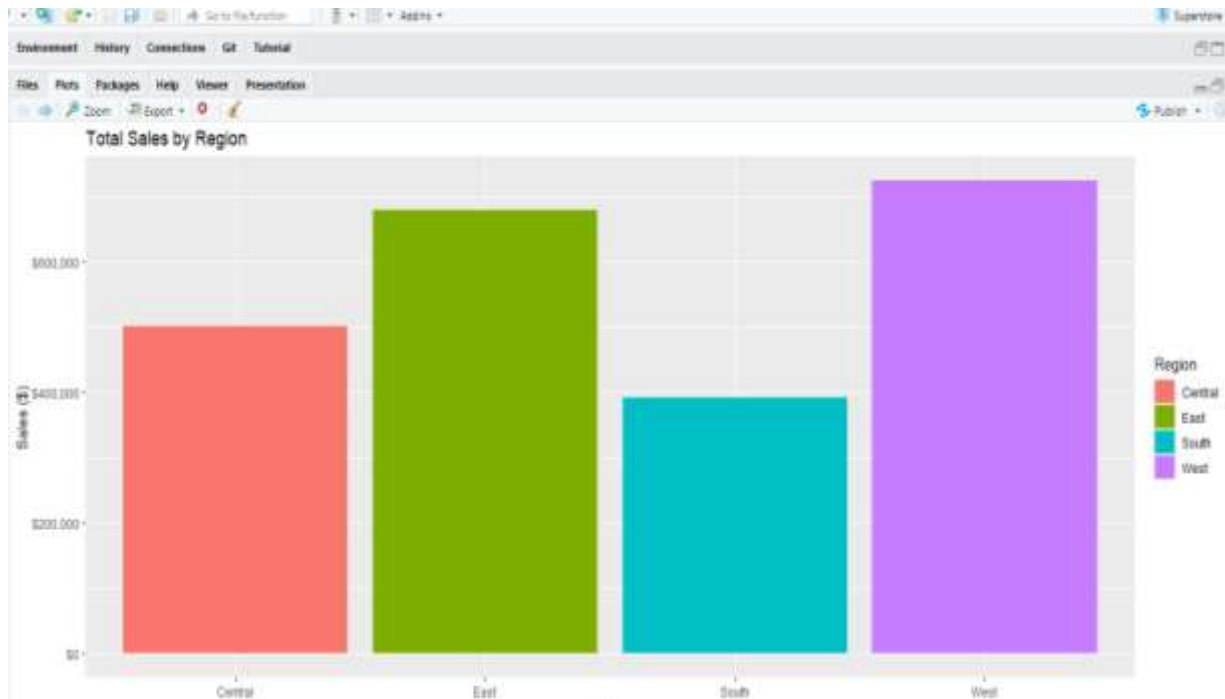 Go to file/function
Addins
Superstore
Environment History Connections Git Tutorial
Files Plots Packages Help Viewer Presentation
Zoom Export Publish
Total Sales by Region
$600,000
$400,000
$200,000
$0
Sales ($)
Central East South West
Region
Central
East
South
West